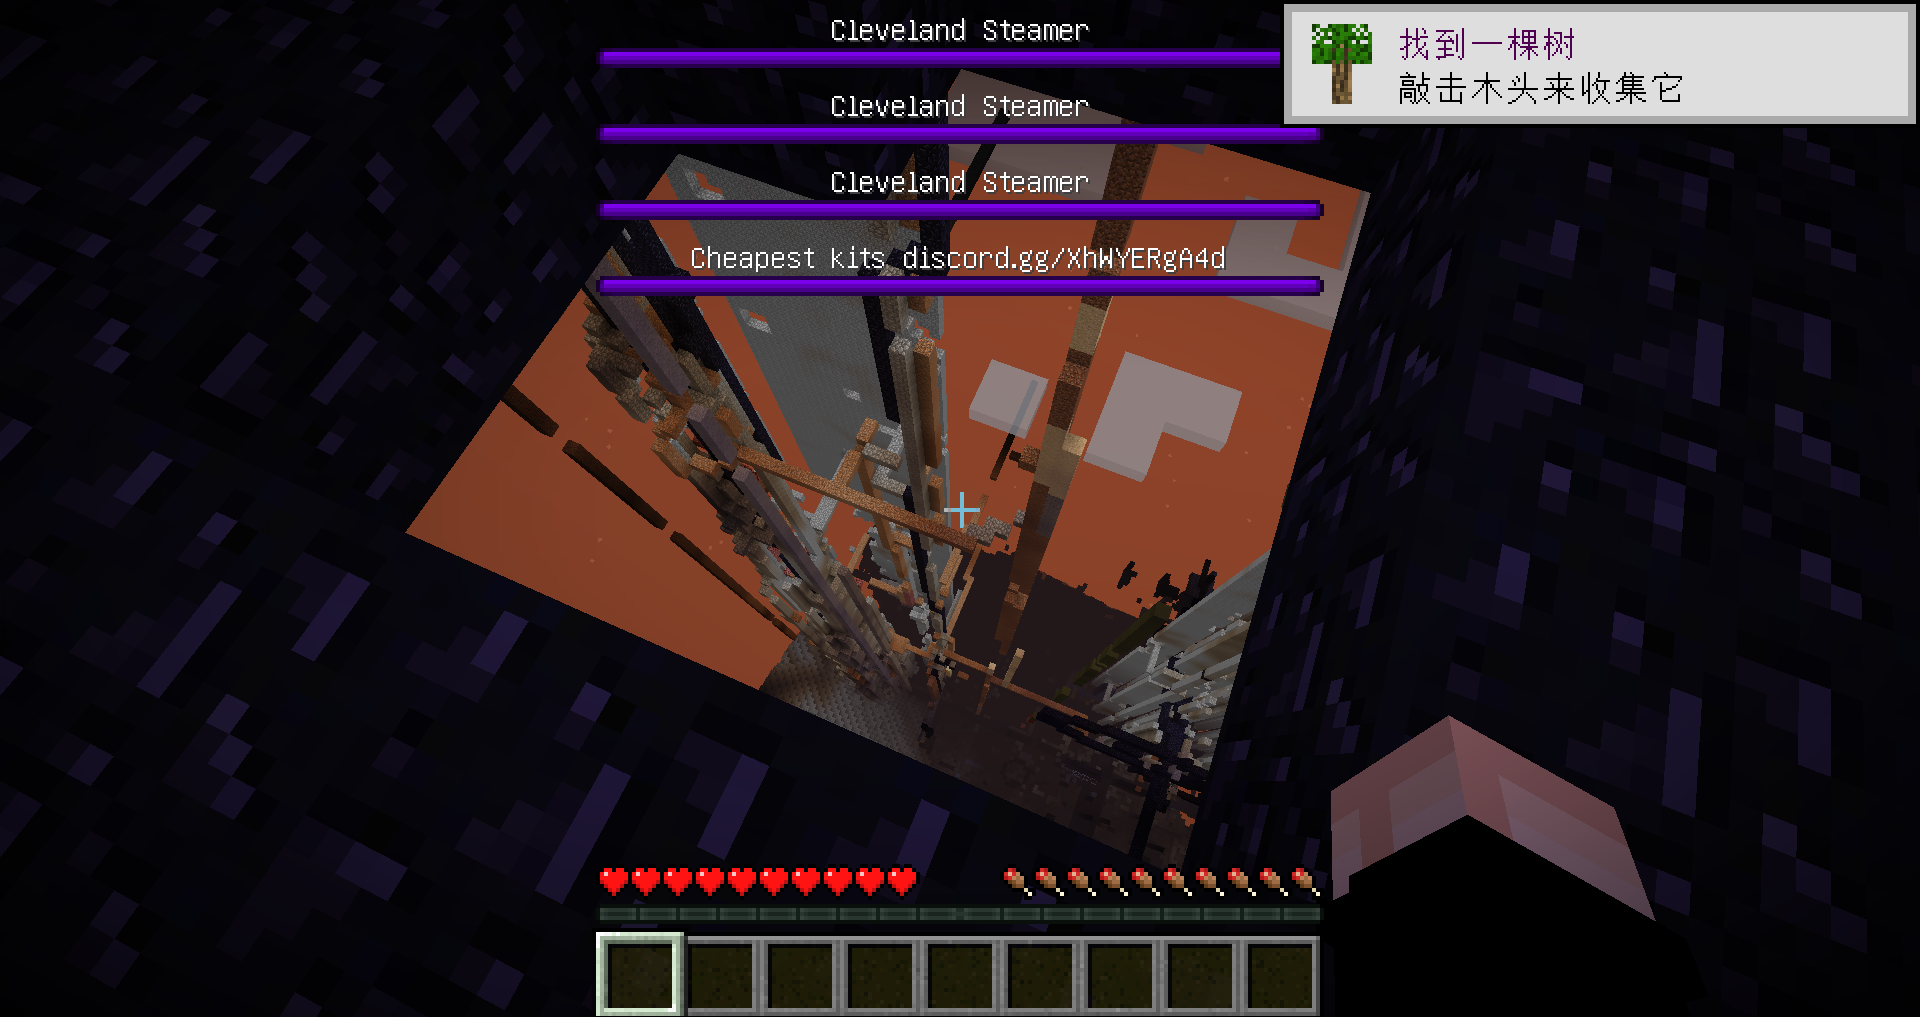 Cleveland Steamer
找到一棵树
敲击木头来收集它
Cleveland Steamer
Cleveland Steamer
Cheapest kits discord.gg/XhWYERgA4d